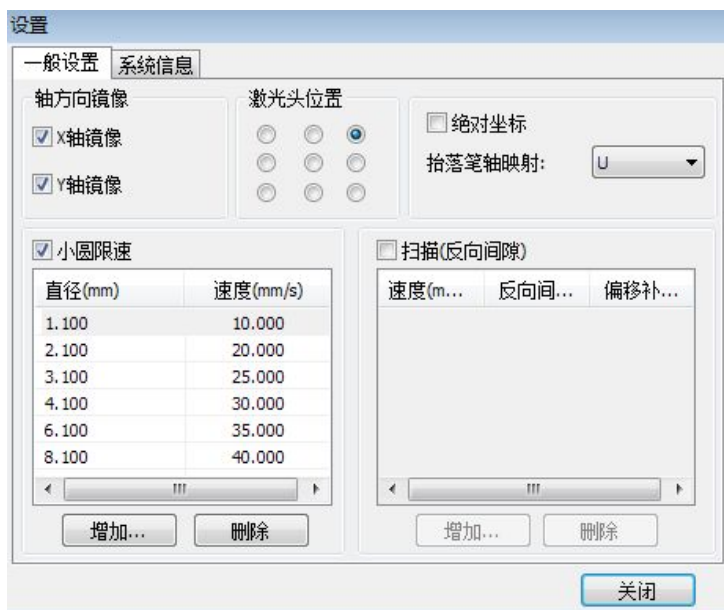 设置
一般设置 系统信息
轴方向镜像
X轴镜像
Y轴镜像
激光头位置
绝对坐标
抬落笔轴映射: U
小圆限速
直径(mm) 速度(mm/s)
1.100 10.000
2.100 20.000
3.100 25.000
4.100 30.000
6.100 35.000
8.100 40.000
增加... 删除
扫描(反向间隙)
速度(m... 反向间... 偏移补...
增加... 删除
关闭